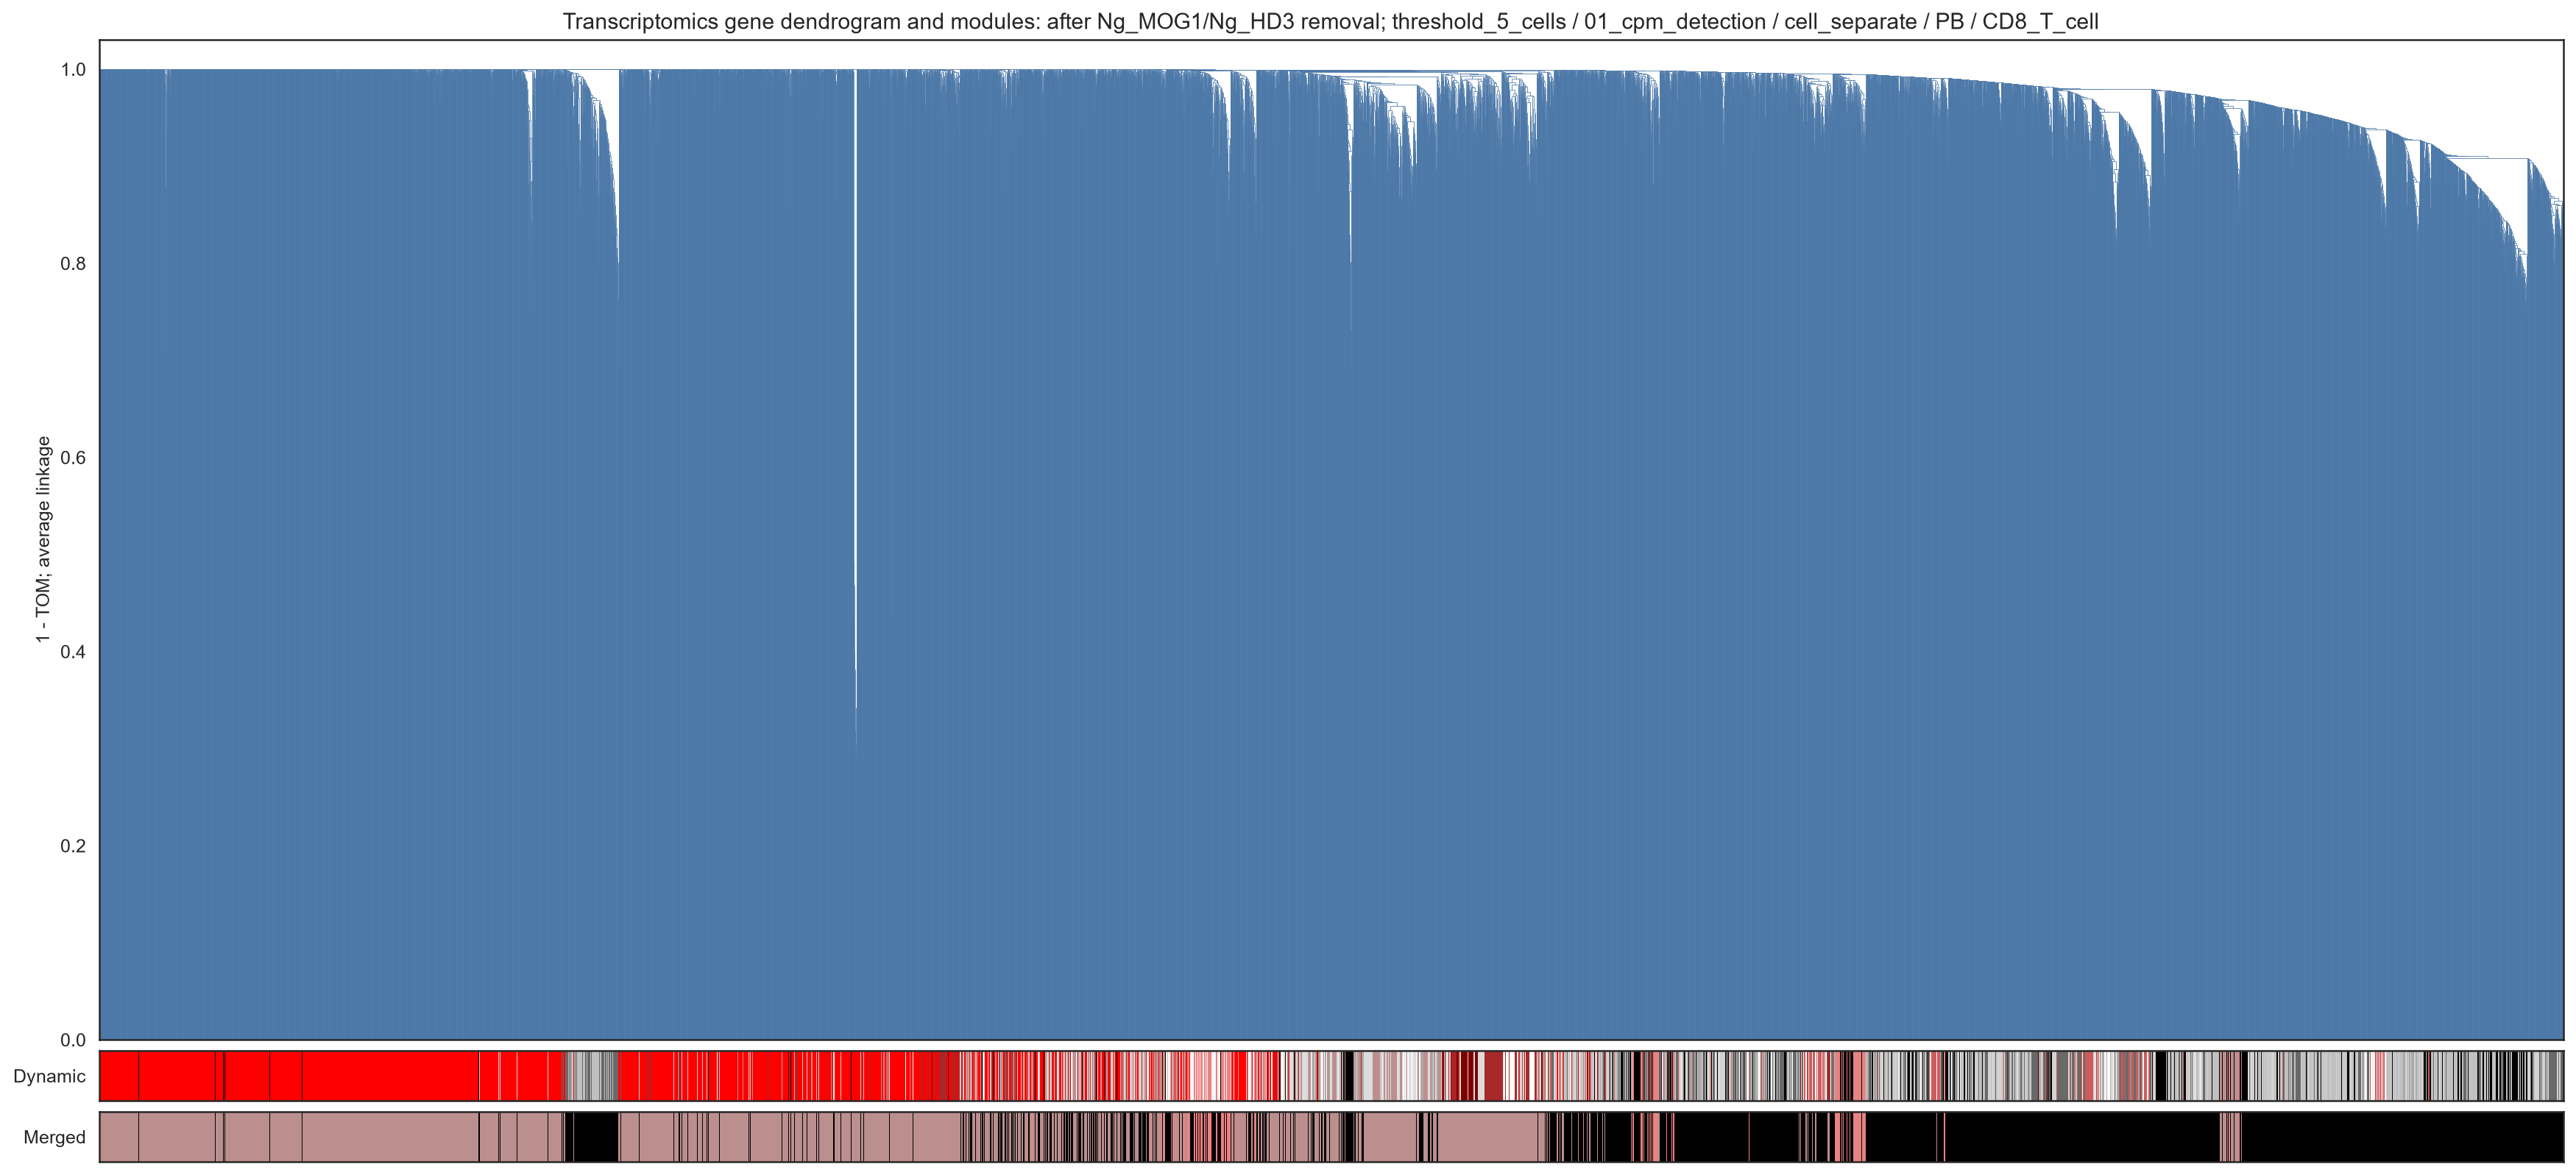 Transcriptomics gene dendrogram and modules: after Ng_MOG1/Ng_HD3 removal; threshold_5_cells / 01_cpm_detection / cell_separate / PB / CD8_T_cell
1.0
0.8
0.6
0.4
0.2
0.0
1 - TOM; average linkage
Dynamic
Merged